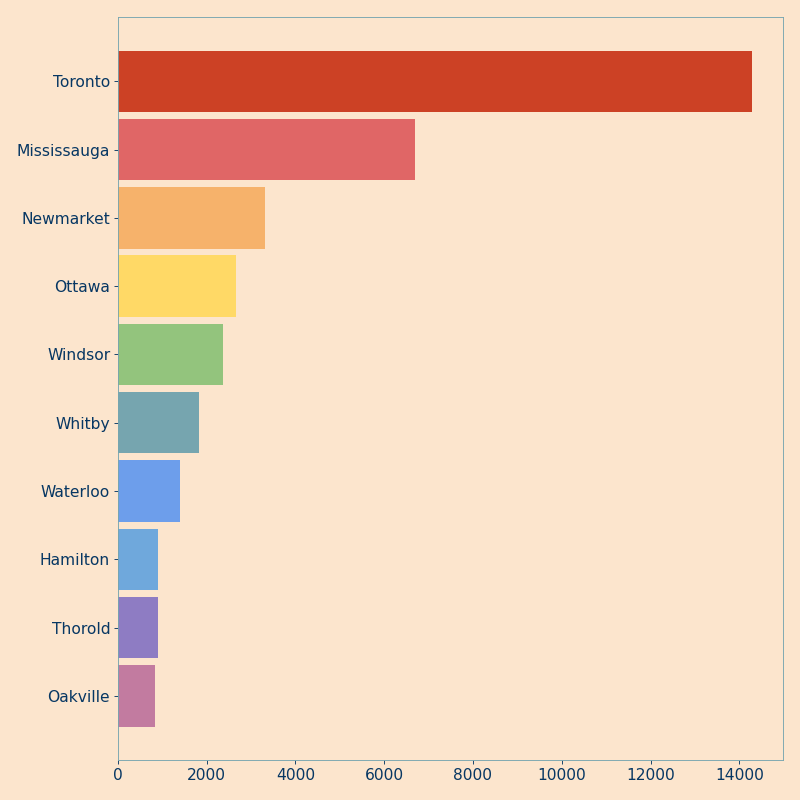 Toronto
Mississauga
Newmarket
Ottawa
Windsor
Whitby
Waterloo
Hamilton
Thorold
Oakville
0 2000 4000 6000 8000 10000 12000 14000